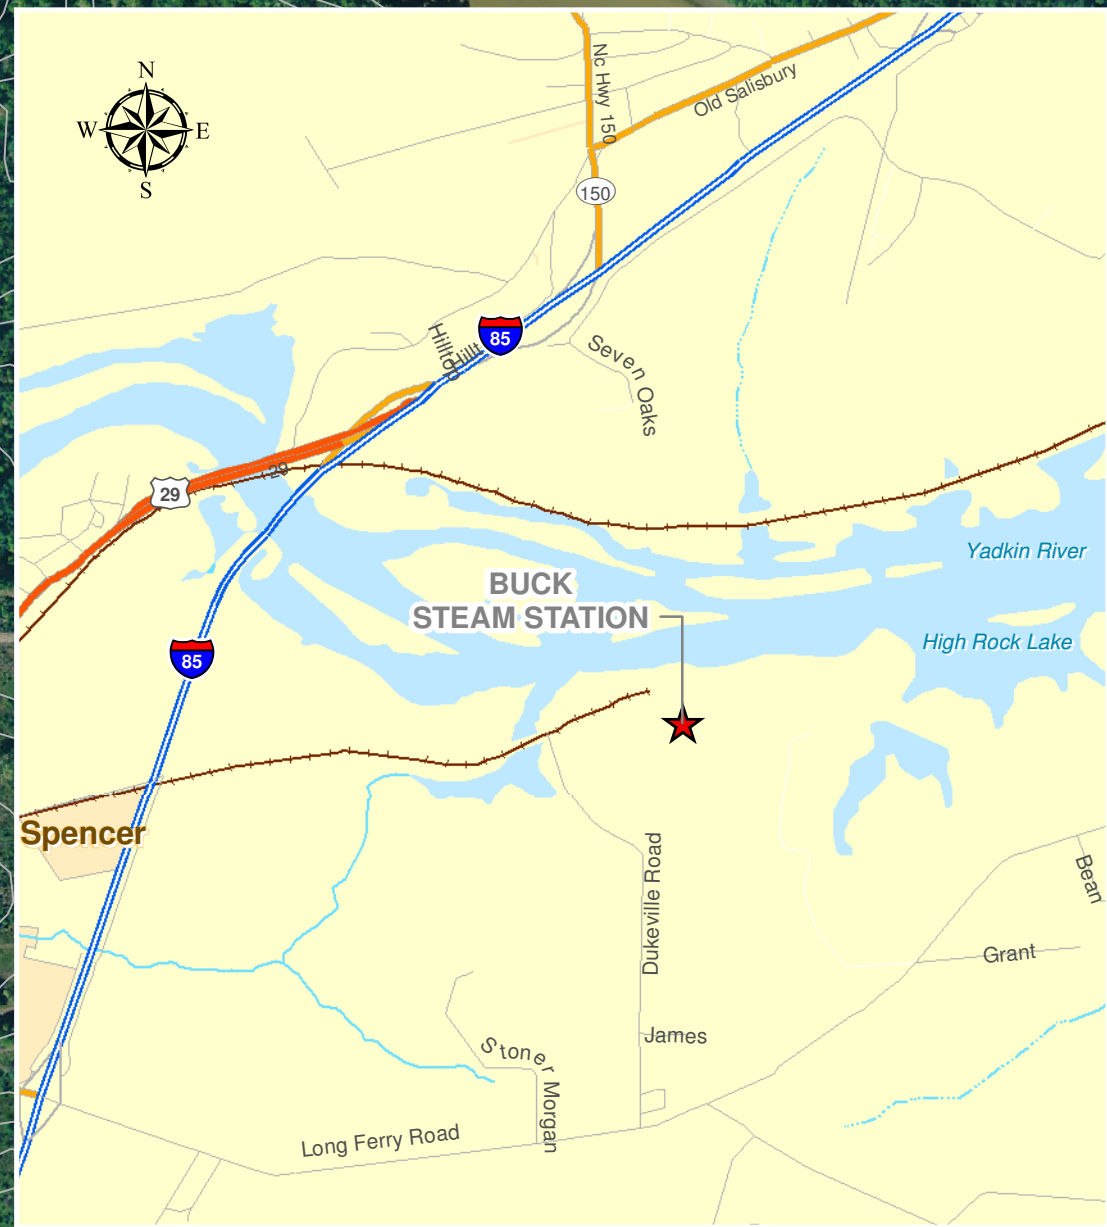 N
W E
S
Nc Hwy 150
Old Salisbury
150
85
Hilltop
Hillt
Seven Oaks
29
29
Yadkin River
BUCK
STEAM STATION
High Rock Lake
85
Spencer
Dukeville Road
Bean
Grant
James
Stoner Morgan
Long Ferry Road